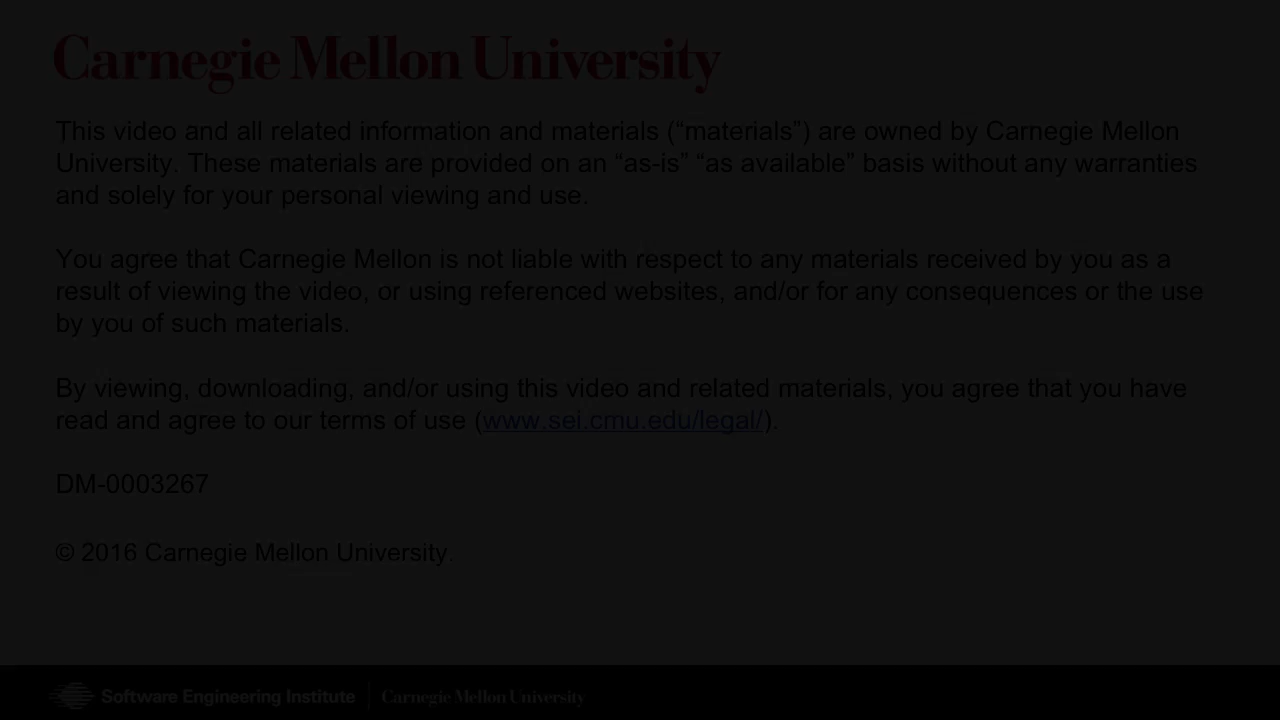 Carnegie Mellon University
This video and all related information and materials (“materials”) are owned by Carnegie Mellon
University. These materials are provided on an “as-is” “as available” basis without any warranties
and solely for your personal viewing and use.
You agree that Carnegie Mellon is not liable with respect to any materials received by you as a
result of viewing the video, or using referenced websites, and/or for any consequences or the use
by you of such materials.
By viewing, downloading, and/or using this video and related materials, you agree that you have
read and agree to our terms of use (www.sei.cmu.edu/legal/).
DM-0003267
© 2016 Carnegie Mellon University.
Software Engineering Institute | Carnegie Mellon University